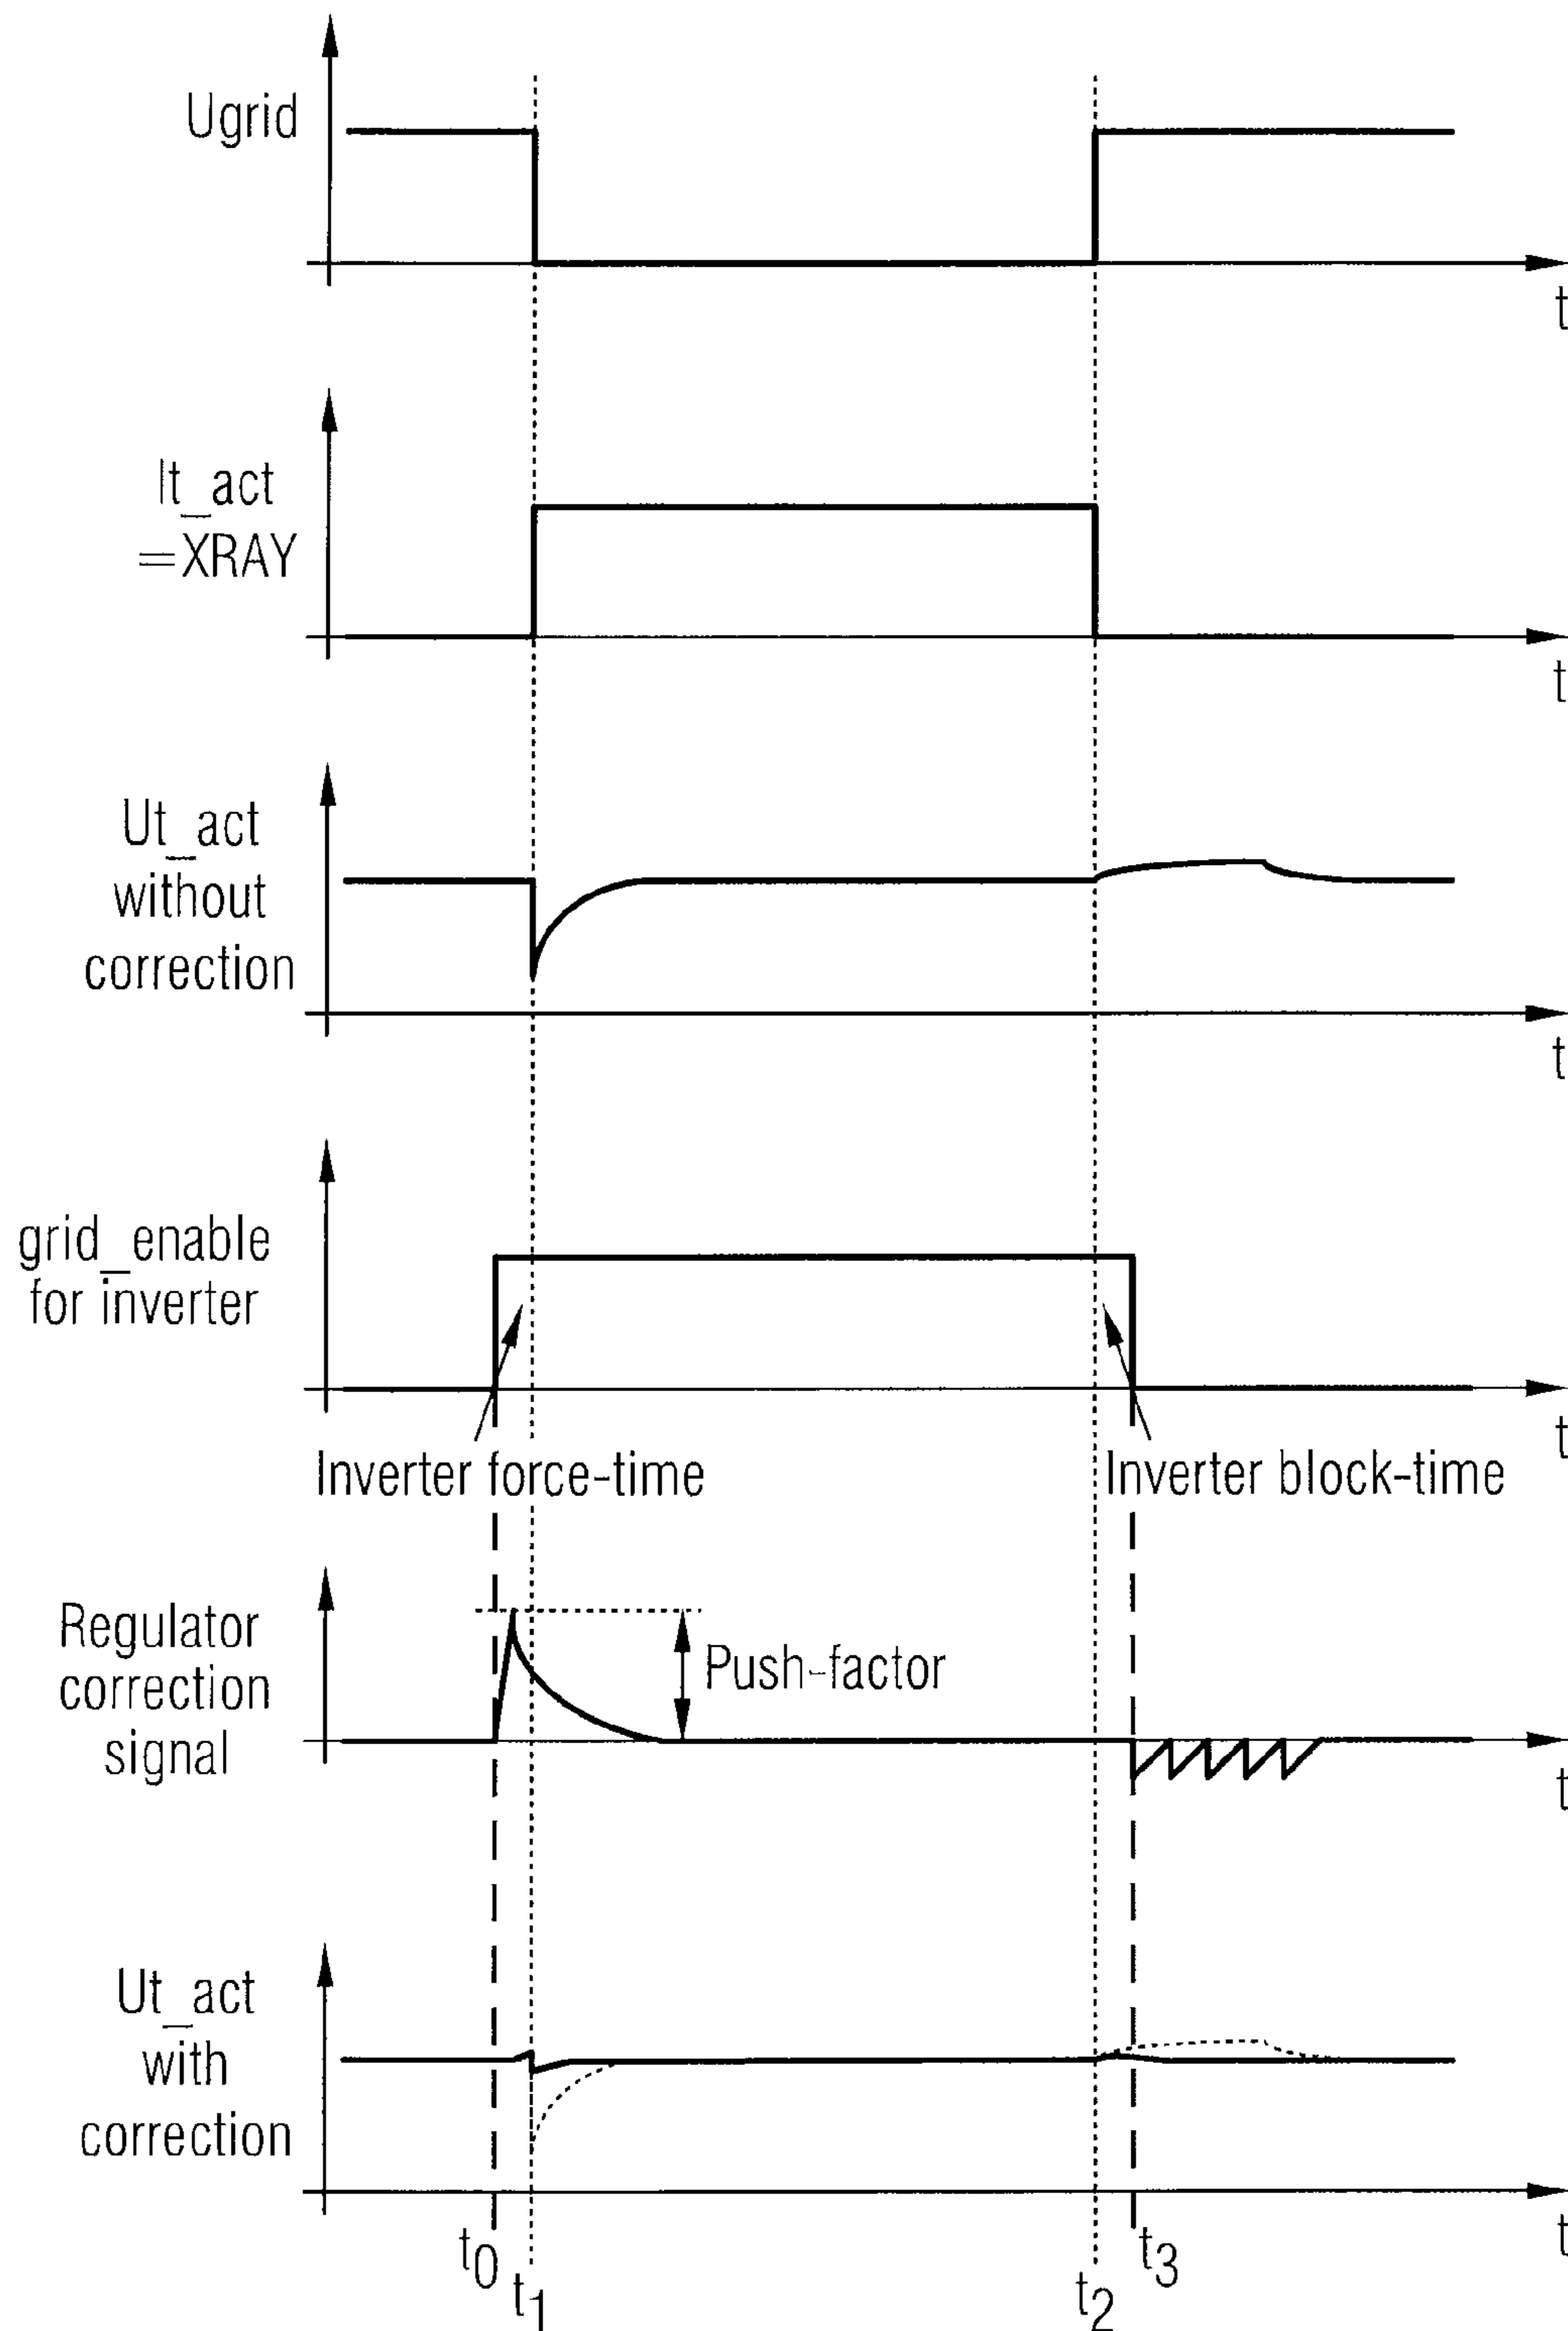 Ugrid
t
It_act
=XRAY
t
Ut_act
without
correction
t
grid_enable
for inverter
t
Inverter force-time
Inverter block-time
Regulator
correction
signal
Push-factor
t
Ut_act
with
correction
t
t0
t1
t2
t3